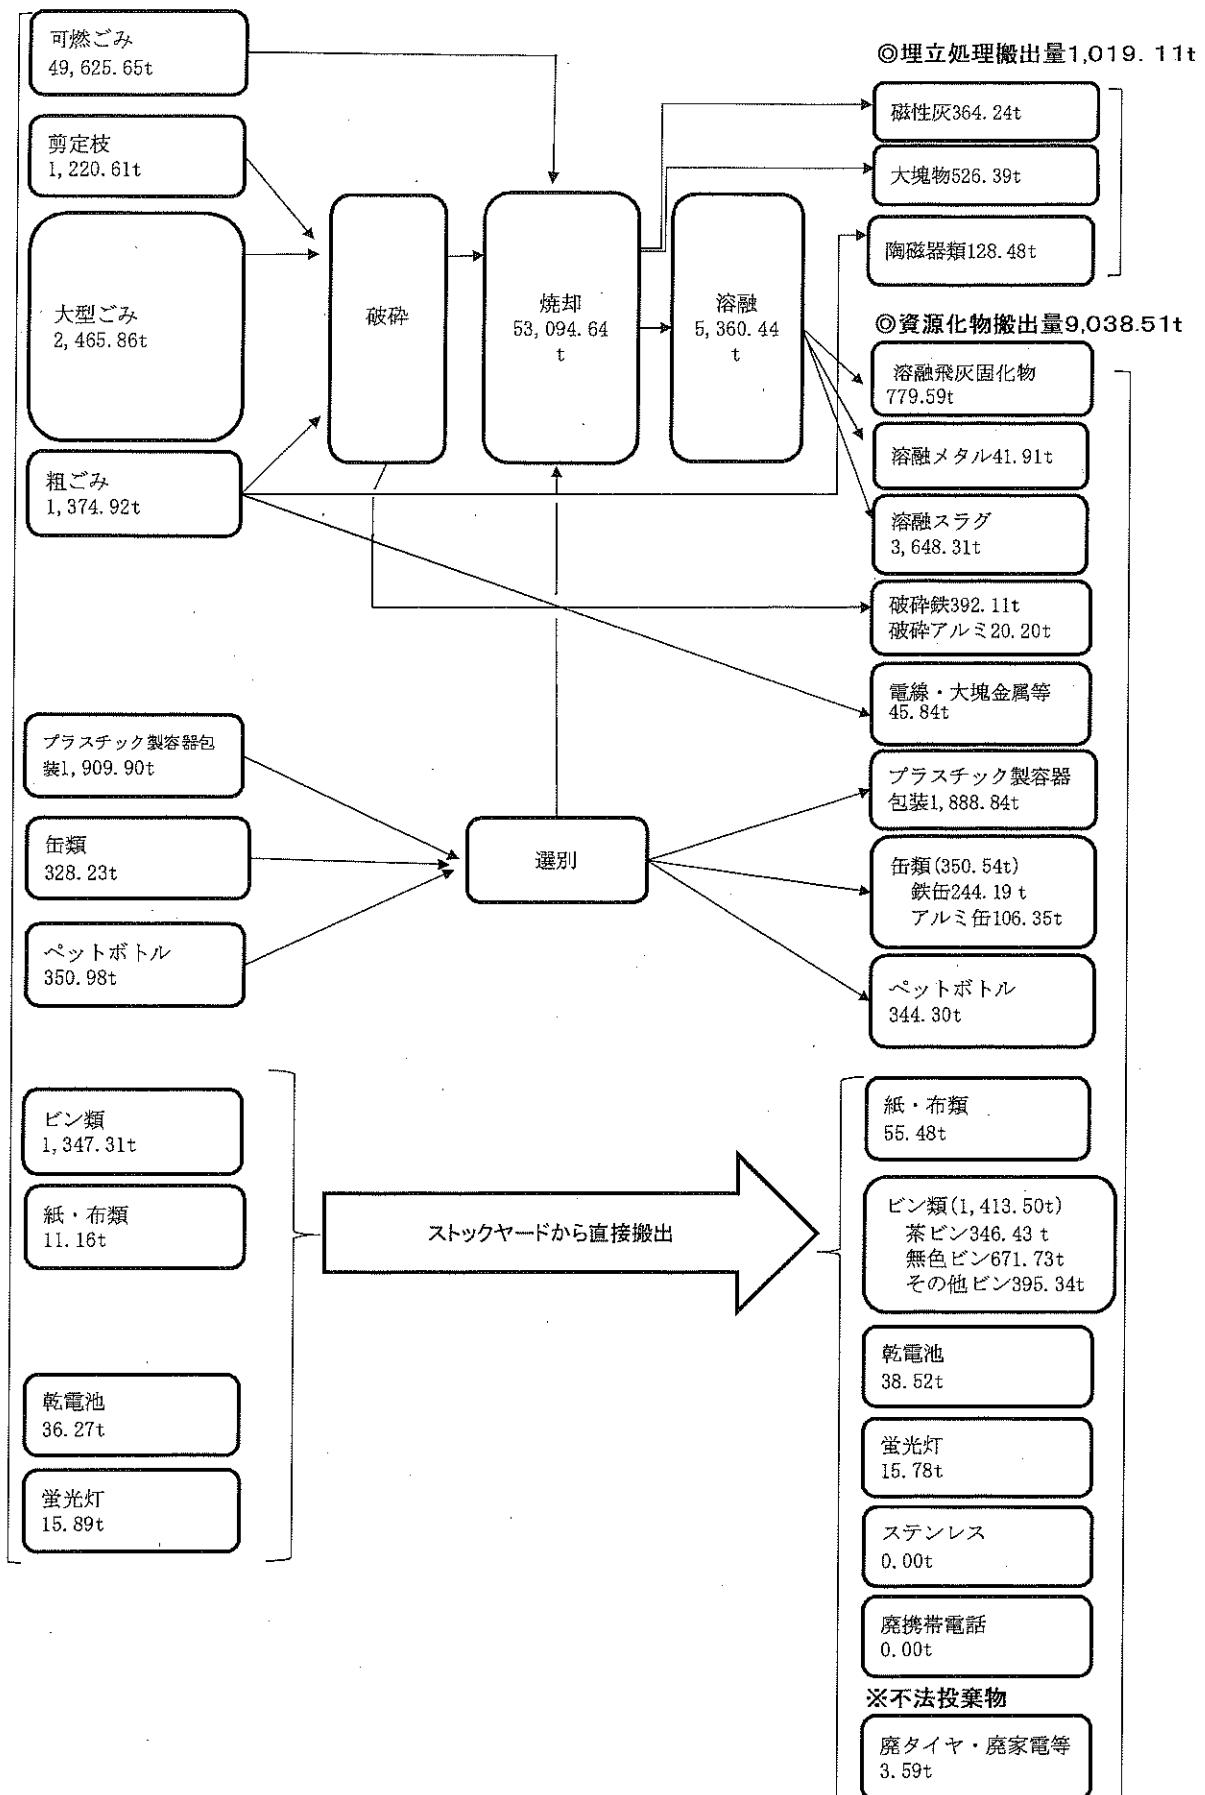 可燃ごみ
49,625.65t
剪定枝
1,220.61t
大型ごみ
2,465.86t
粗ごみ
1,374.92t
プラスチック製容器包
装1,909.90t
缶類
328.23t
ペットボトル
350.98t
ビン類
1,347.31t
紙・布類
11.16t
乾電池
36.27t
蛍光灯
15.89t
破砕
焼却
53,094.64
t
溶融
5,360.44
t
選別
ストックヤードから直接搬出
◎埋立処理搬出量1,019.11t
磁性灰364.24t
大塊物526.39t
陶磁器類128.48t
◎資源化物搬出量9,038.51t
溶融飛灰固化物
779.59t
溶融メタル41.91t
溶融スラグ
3,648.31t
破砕鉄392.11t
破砕アルミ20.20t
電線・大塊金属等
45.84t
プラスチック製容器
包装1,888.84t
缶類(350.54t)
鉄缶244.19t
アルミ缶106.35t
ペットボトル
344.30t
紙・布類
55.48t
ビン類(1,413.50t)
茶ビン346.43t
無色ビン671.73t
その他ビン395.34t
乾電池
38.52t
蛍光灯
15.78t
ステンレス
0.00t
廃携帯電話
0.00t
※不法投棄物
廃タイヤ・廃家電等
3.59t